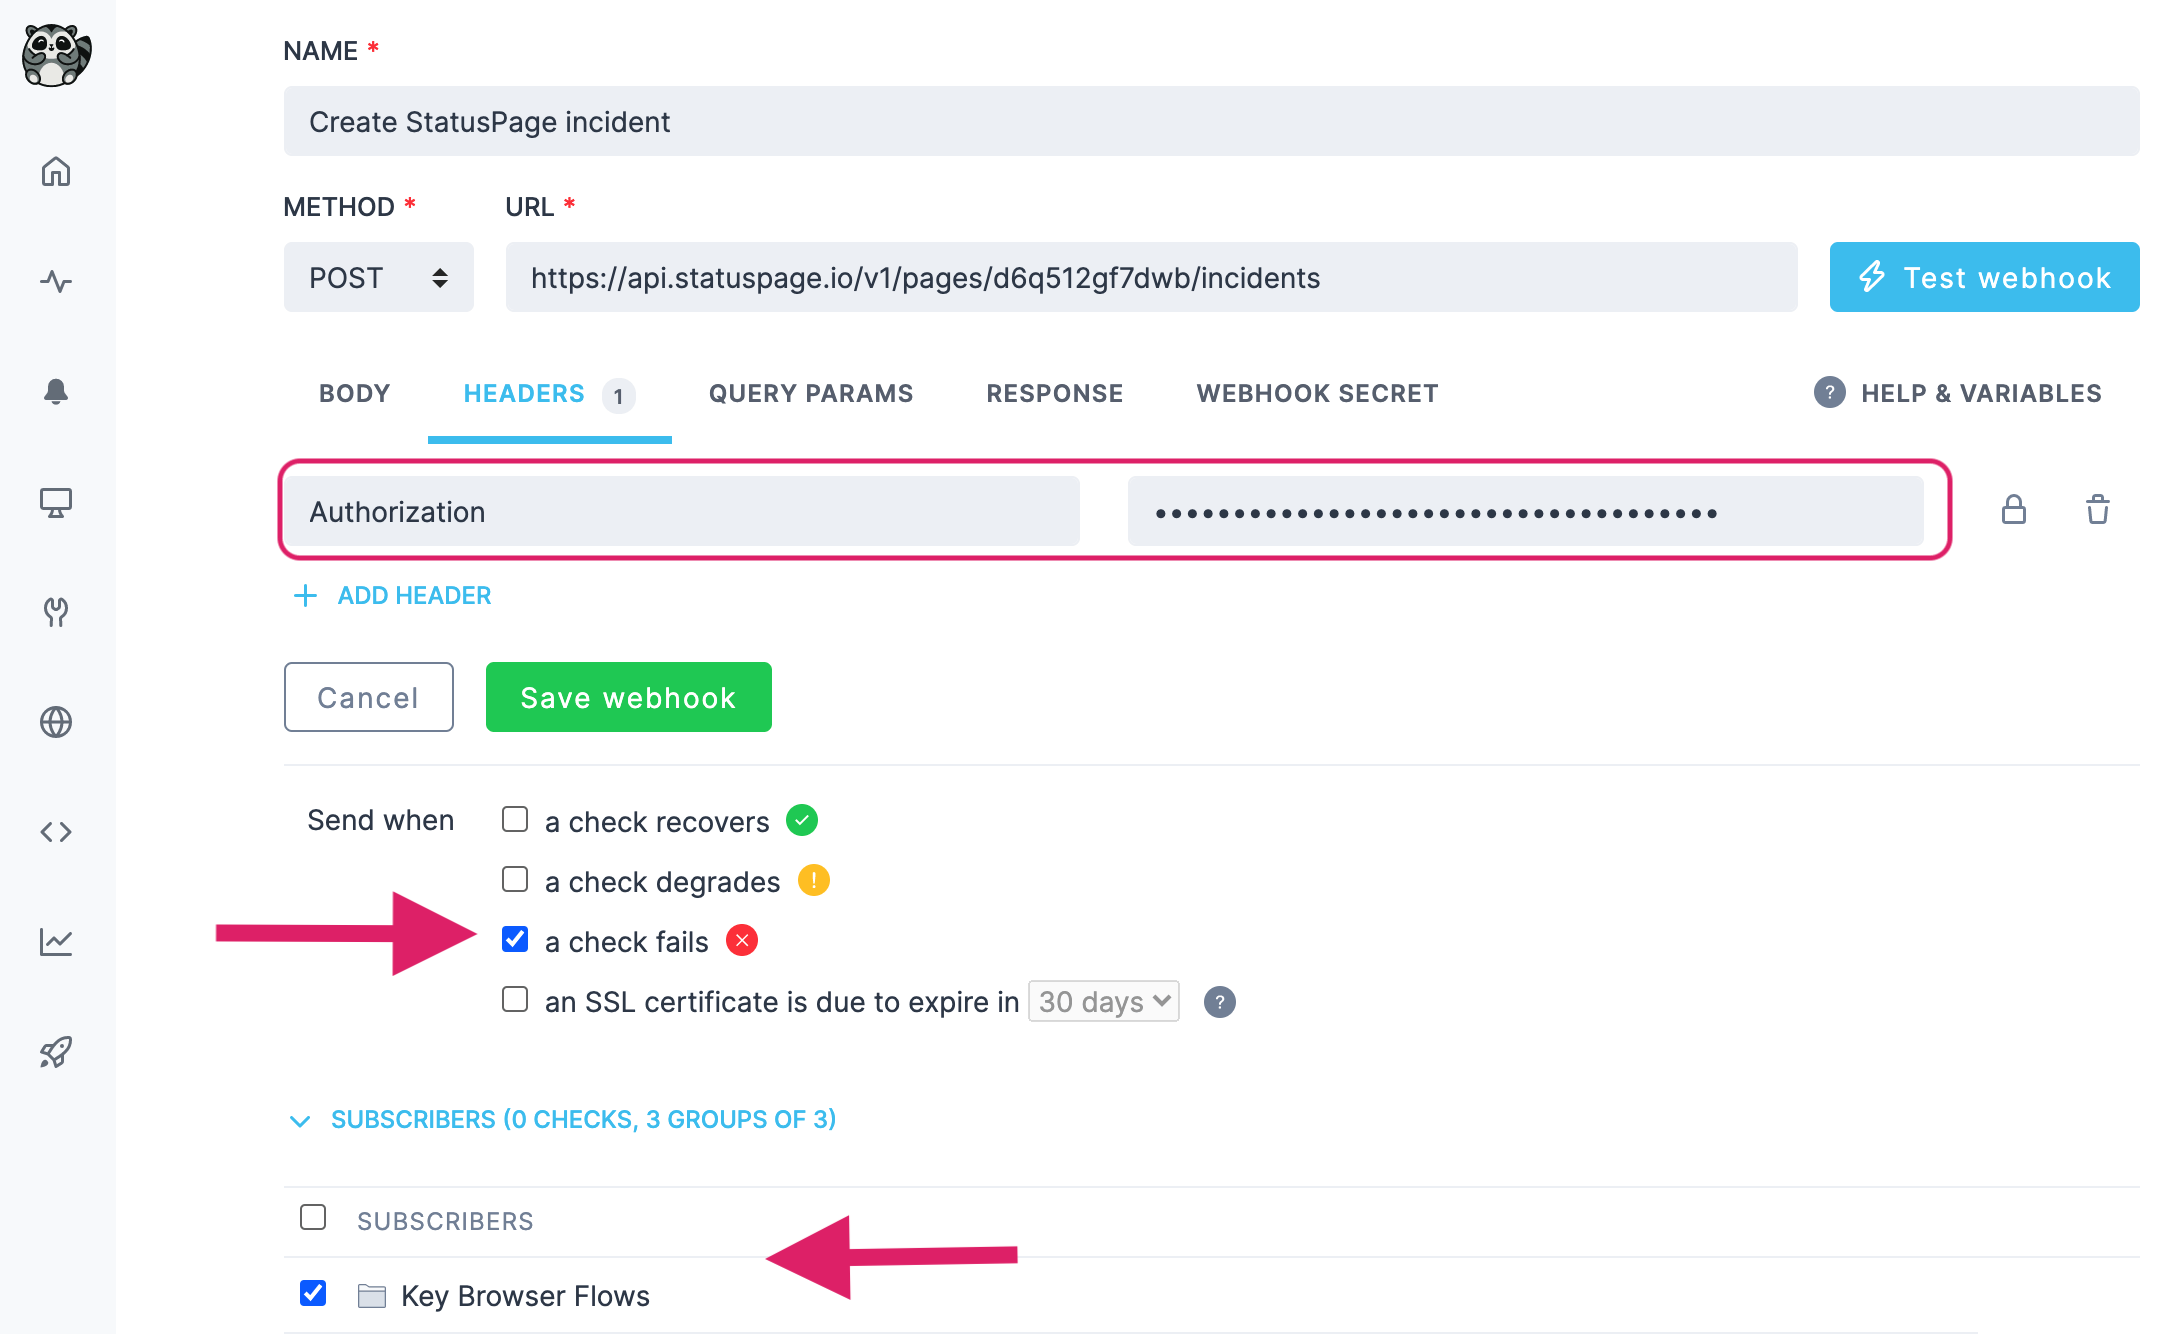 NAME *
Create StatusPage incident
METHOD * URL *
POST https://api.statuspage.io/v1/pages/d6q512gf7dwb/incidents Test webhook
BODY HEADERS 1 QUERY PARAMS RESPONSE WEBHOOK SECRET ? HELP & VARIABLES
Authorization ••••••••••••••••••••••••••••••••••••
+ ADD HEADER
Cancel Save webhook
Send when a check recovers
a check degrades !
a check fails
an SSL certificate is due to expire in 30 days ?
SUBSCRIBERS (0 CHECKS, 3 GROUPS OF 3)
SUBSCRIBERS
Key Browser Flows